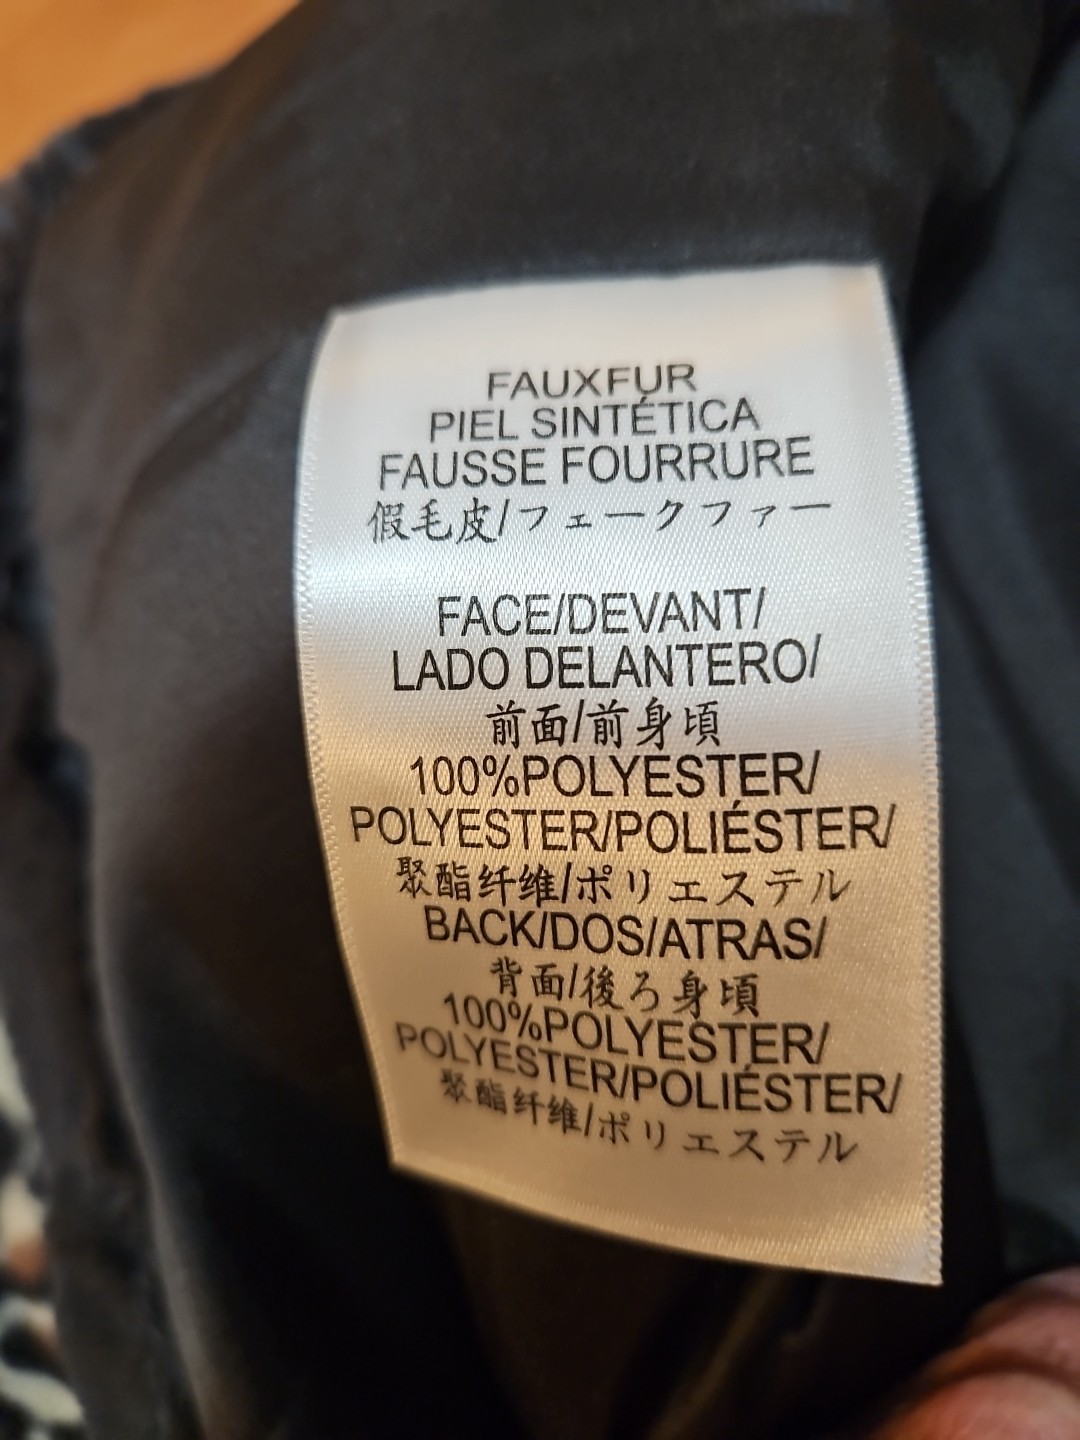 FAUXFUR
PIEL SINTÉTICA
FAUSSE FOURRURE
假毛皮/フェークファー
FACE/DEVANT/
LADO DELANTERO/
前面/前身頃
100%POLYESTER/
POLYESTER/POLIÉSTER/
聚酯纤维/ポリエステル
BACK/DOS/ATRAS/
背面/後ろ身頃
100%POLYESTER/
POLYESTER/POLIÉSTER/
聚酯纤维/ポリエステル